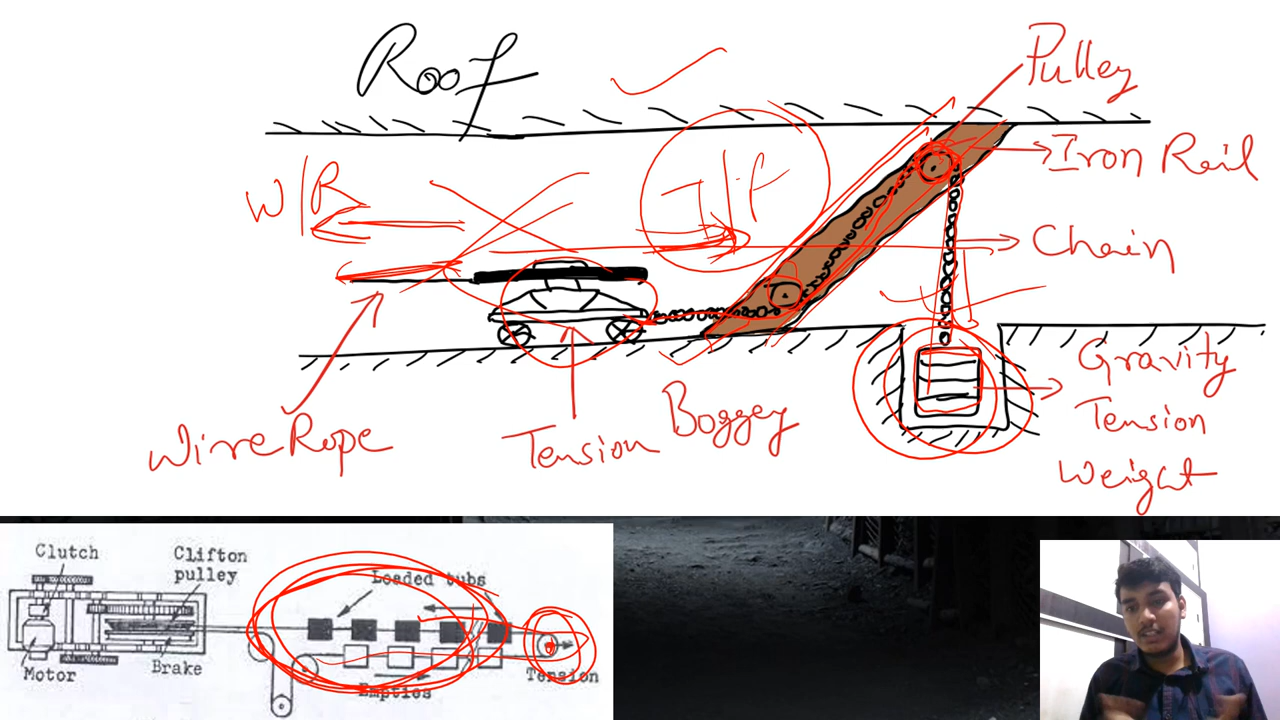 Roof
Pulley
Iron Rail
W/R
I/P
Chain
Wire Rope
Tension Boggey
Gravity
Tension
Weight
Clutch
Clifton
pulley
Loaded tubs
Motor
Brake
Empties
Tension